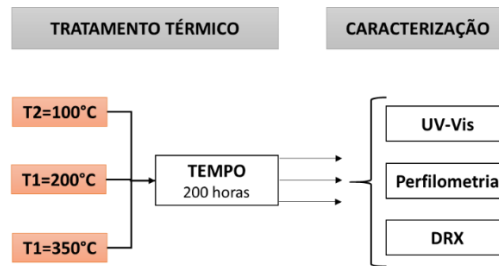 TRATAMENTO TÉRMICO
CARACTERIZAÇÃO
T2=100°C
T1=200°C
T1=350°C
TEMPO
200 horas
UV-Vis
Perfilometria
DRX